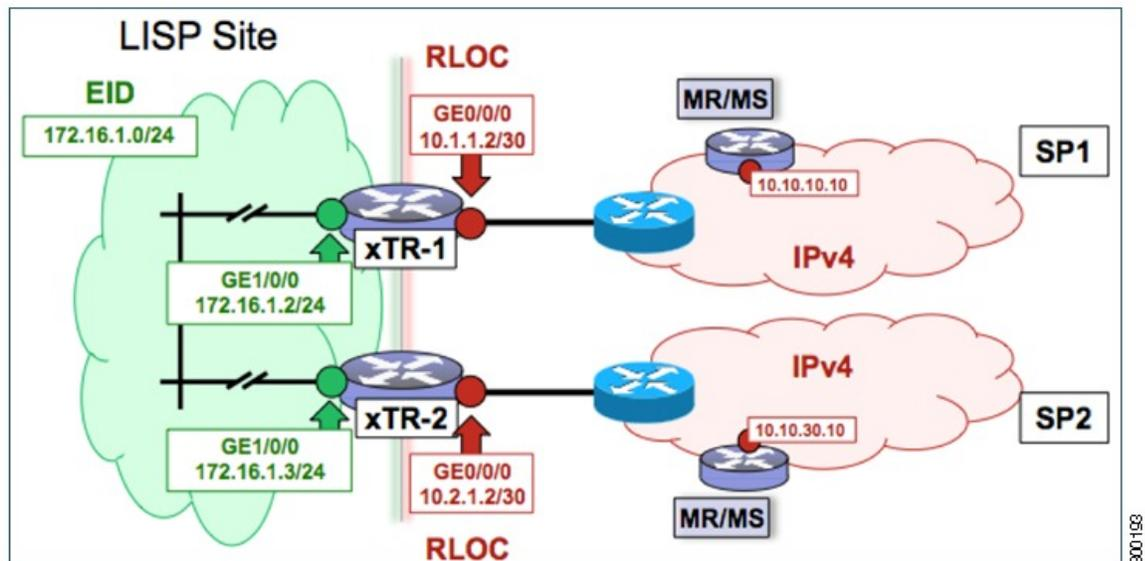 LISP Site
EID
172.16.1.0/24
RLOC
GE0/0/0
10.1.1.2/30
MR/MS
10.10.10.10
SP1
xTR-1
IPv4
GE1/0/0
172.16.1.2/24
xTR-2
IPv4
10.10.30.10
SP2
GE1/0/0
172.16.1.3/24
GE0/0/0
10.2.1.2/30
MR/MS
RLOC
300193